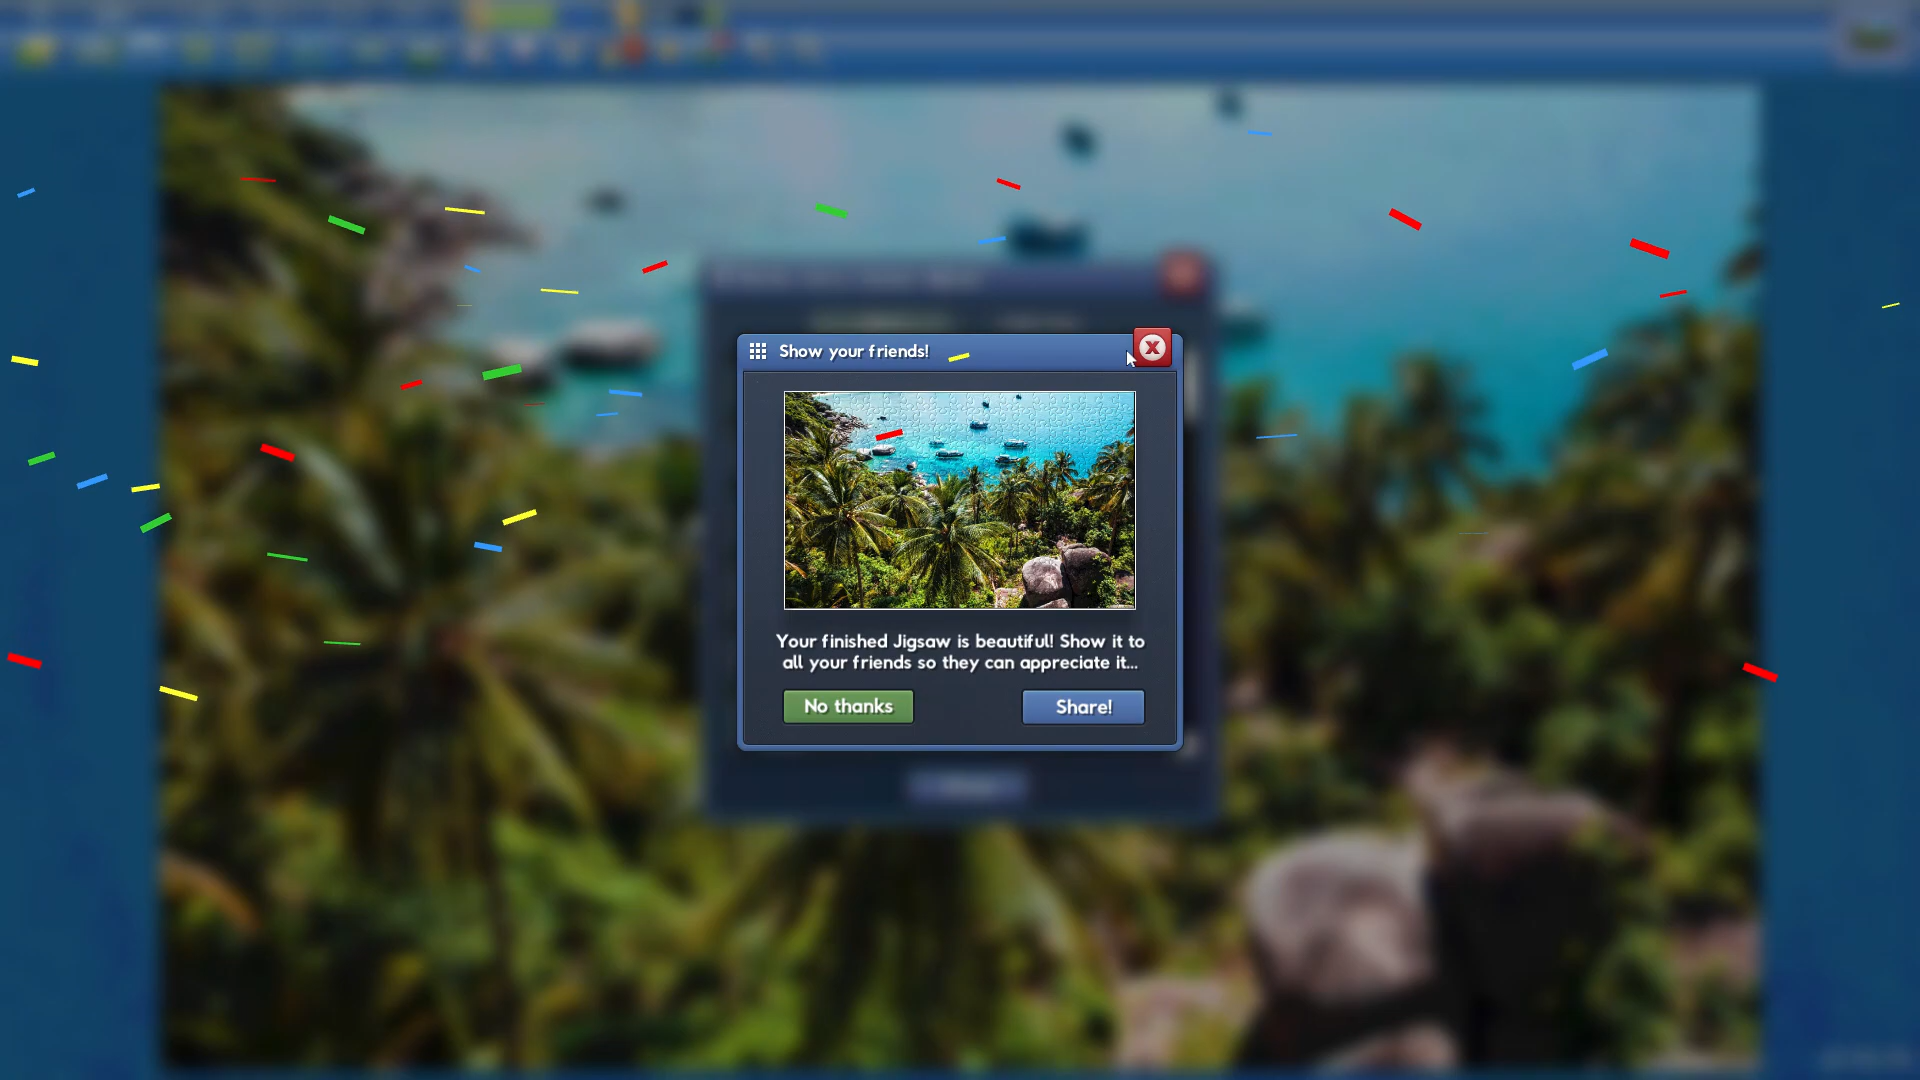 Show your friends!
Your finished Jigsaw is beautiful! Show it to
all your friends so they can appreciate it...
No thanks
Share!